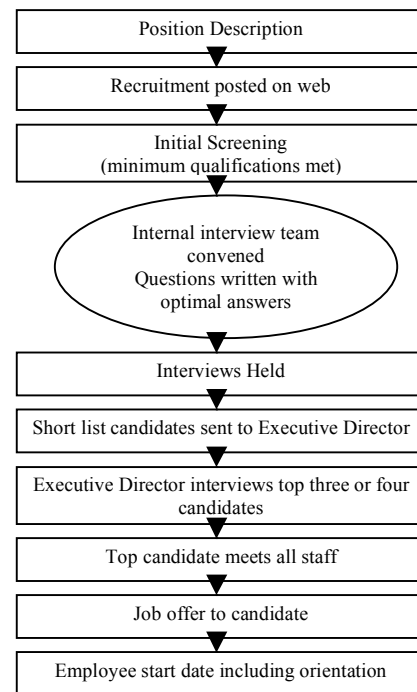 Position Description
Recruitment posted on web
Initial Screening
(minimum qualifications met)
Internal interview team
convened
Questions written with
optimal answers
Interviews Held
Short list candidates sent to Executive Director
Executive Director interviews top three or four
candidates
Top candidate meets all staff
Job offer to candidate
Employee start date including orientation